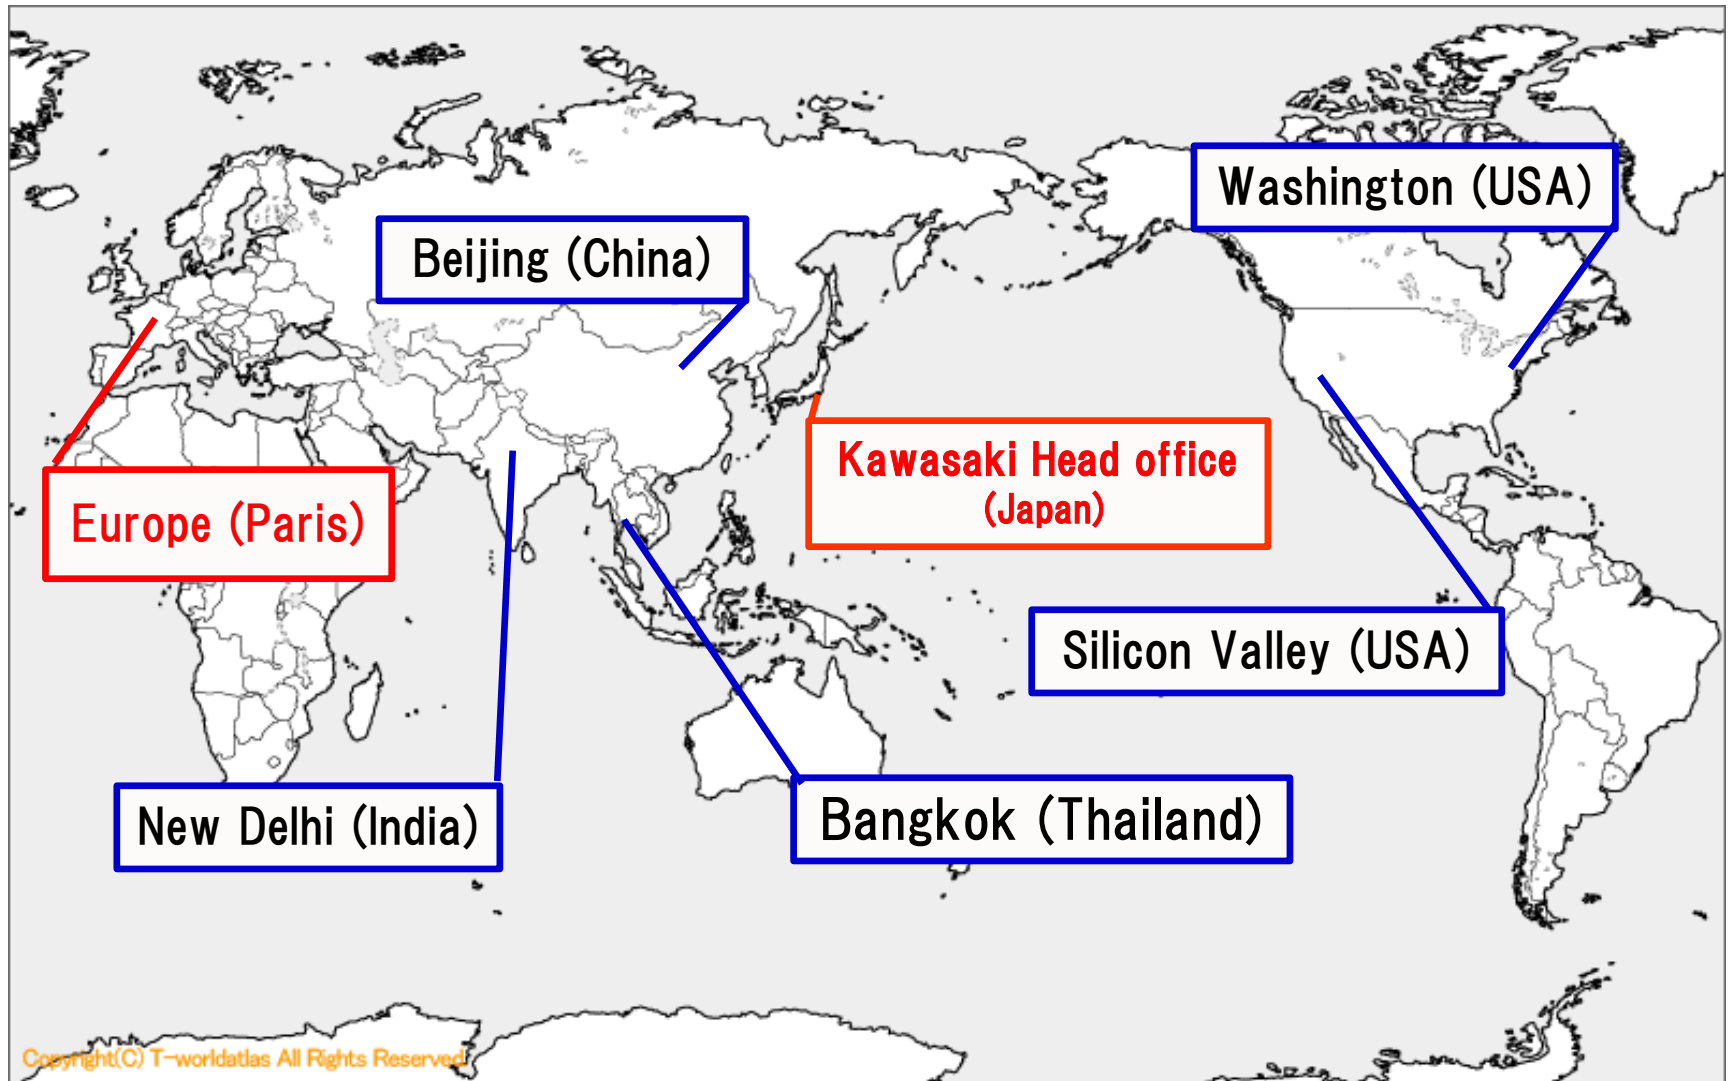 Washington (USA)
Beijing (China)
Kawasaki Head office
(Japan)
Europe (Paris)
Silicon Valley (USA)
New Delhi (India)
Bangkok (Thailand)
Copyright(C) T-worldatlas All Rights Reserved